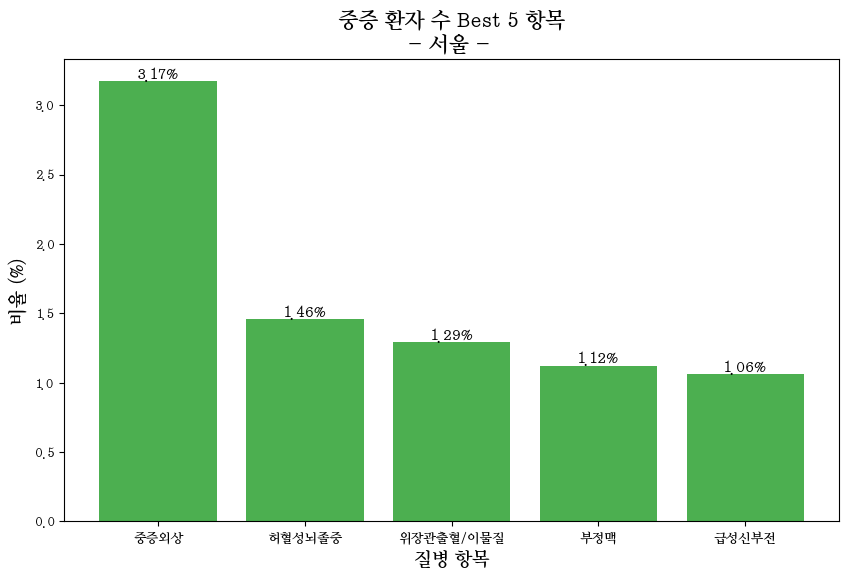 중증 환자 수 Best 5 항목
- 서울 -
비율 (%)
3.0
2.5
2.0
1.5
1.0
0.5
0.0
3.17%
1.46%
1.29%
1.12%
1.06%
중증외상
허혈성뇌졸중
위장관출혈/이물질
부정맥
급성신부전
질병 항목